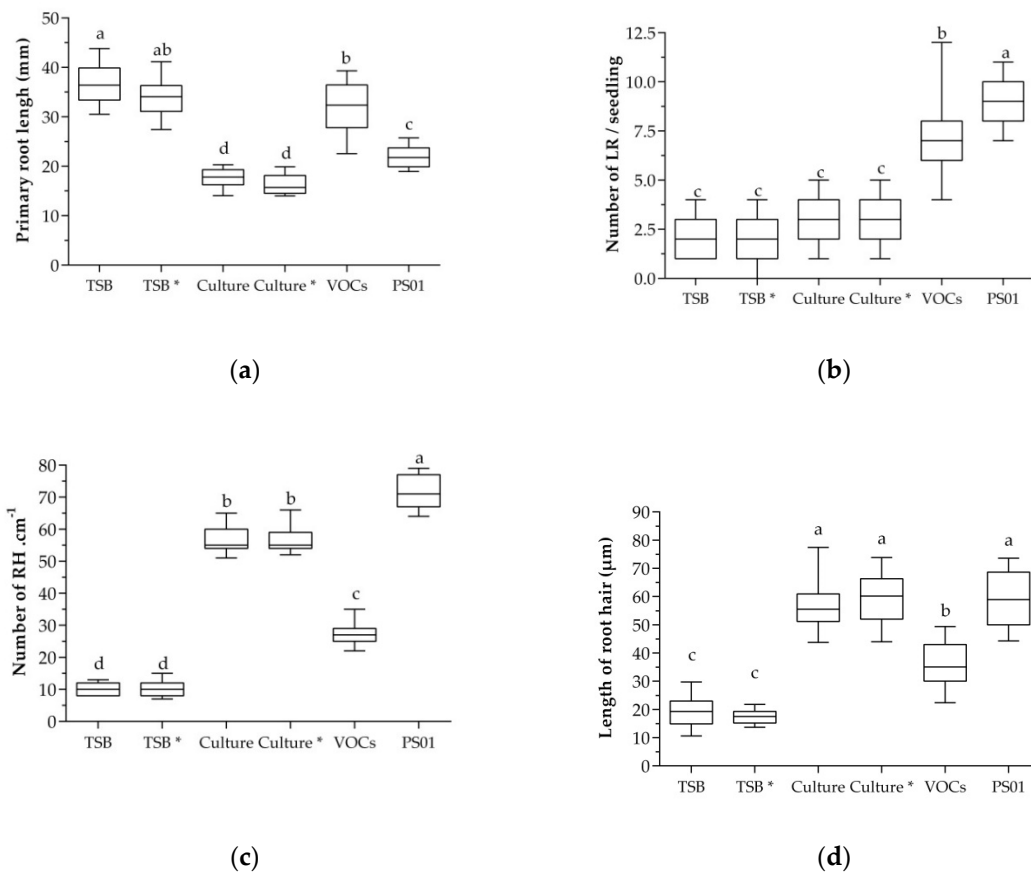 50
40
30
20
10
0
Primary root lengh (mm)
a
ab
d
d
b
c
TSB
TSB *
Culture
Culture *
VOCs
PS01
(a)
12.5
10.0
7.5
5.0
2.5
0.0
Number of LR / seedling
c
c
c
c
b
a
TSB
TSB *
Culture
Culture *
VOCs
PS01
(b)
80
70
60
50
40
30
20
10
0
Number of RH .cm⁻¹
d
d
b
b
c
a
TSB
TSB *
Culture
Culture *
VOCs
PS01
(c)
90
80
70
60
50
40
30
20
10
0
Length of root hair (µm)
c
c
a
a
b
a
TSB
TSB *
Culture
Culture *
VOCs
PS01
(d)